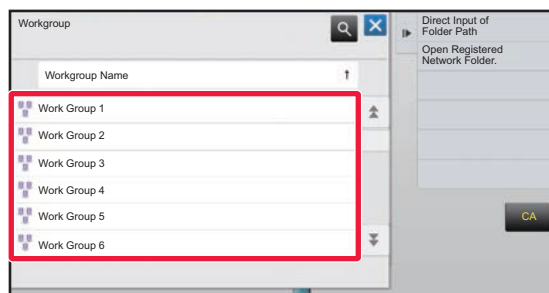 Workgroup
Workgroup Name
Work Group 1
Work Group 2
Work Group 3
Work Group 4
Work Group 5
Work Group 6
Direct Input of
Folder Path
Open Registered
Network Folder.
CA